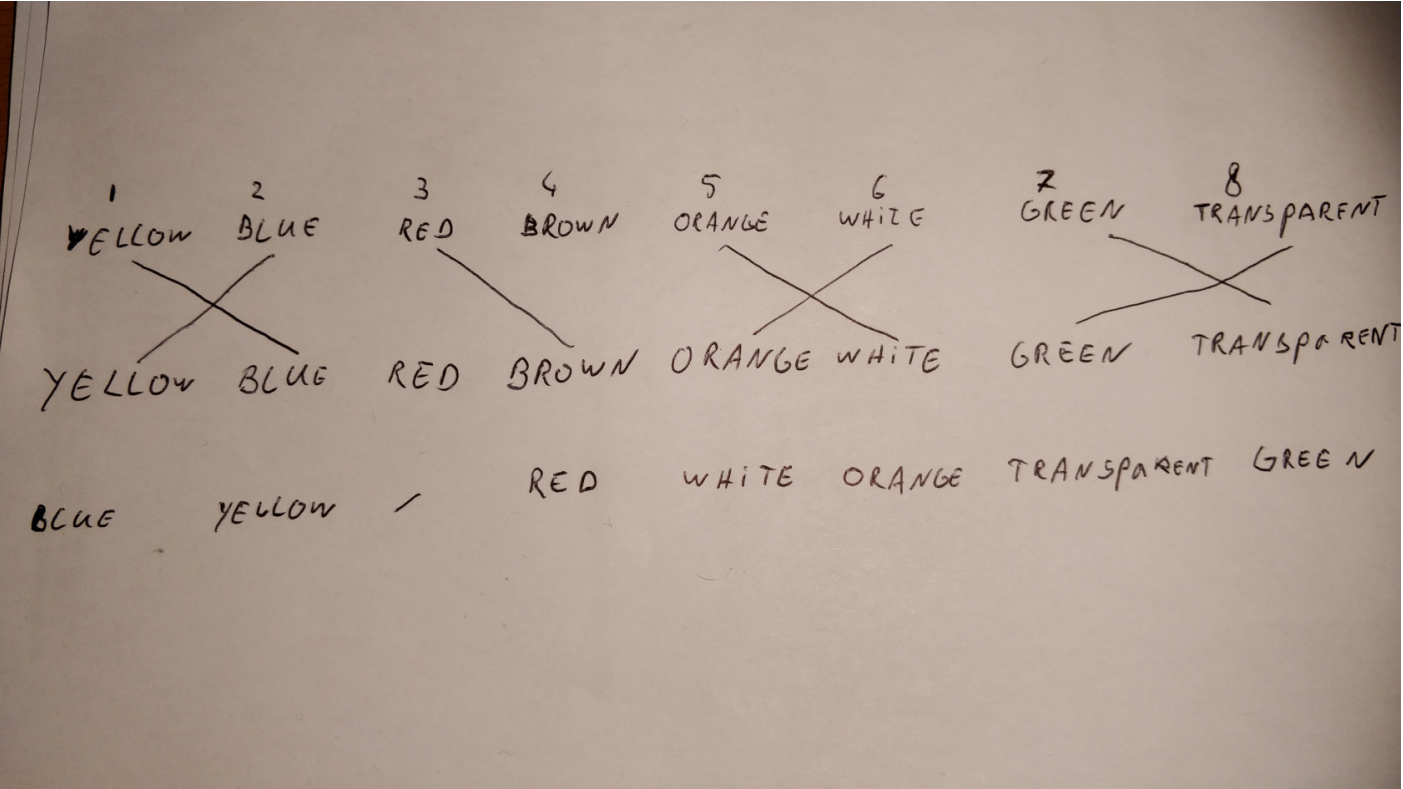 1 2 3 4 5 6 7 8
YELLOW BLUE RED BROWN ORANGE WHITE GREEN TRANSPARENT
YELLOW BLUE RED BROWN ORANGE WHITE GREEN TRANSPARENT
BLUE YELLOW / RED WHITE ORANGE TRANSPARENT GREEN